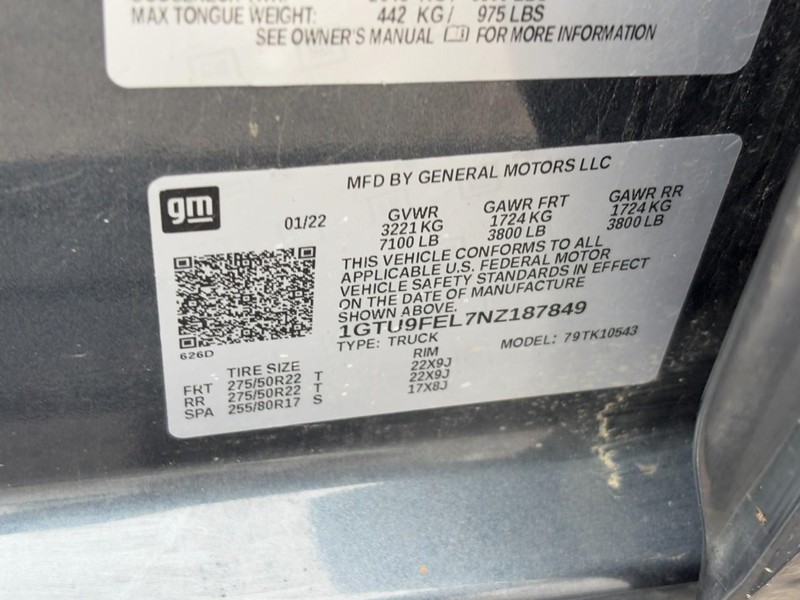 MAX TONGUE WEIGHT: 442 KG/ 975 LBS
SEE OWNER'S MANUAL FOR MORE INFORMATION
MFD BY GENERAL MOTORS LLC
gm
01/22 GVWR GAWR FRT GAWR RR
3221 KG 1724 KG 1724 KG
7100 LB 3800 LB 3800 LB
THIS VEHICLE CONFORMS TO ALL
APPLICABLE U.S. FEDERAL MOTOR
VEHICLE SAFETY STANDARDS IN EFFECT
ON THE DATE OF MANUFACTURE
SHOWN ABOVE.
1GTU9FEL7NZ187849
626D
TYPE: TRUCK MODEL: 79TK10543
TIRE SIZE RIM
FRT 275/50R22 T 22X9J
RR 275/50R22 T 22X9J
SPA 255/80R17 S 17X8J